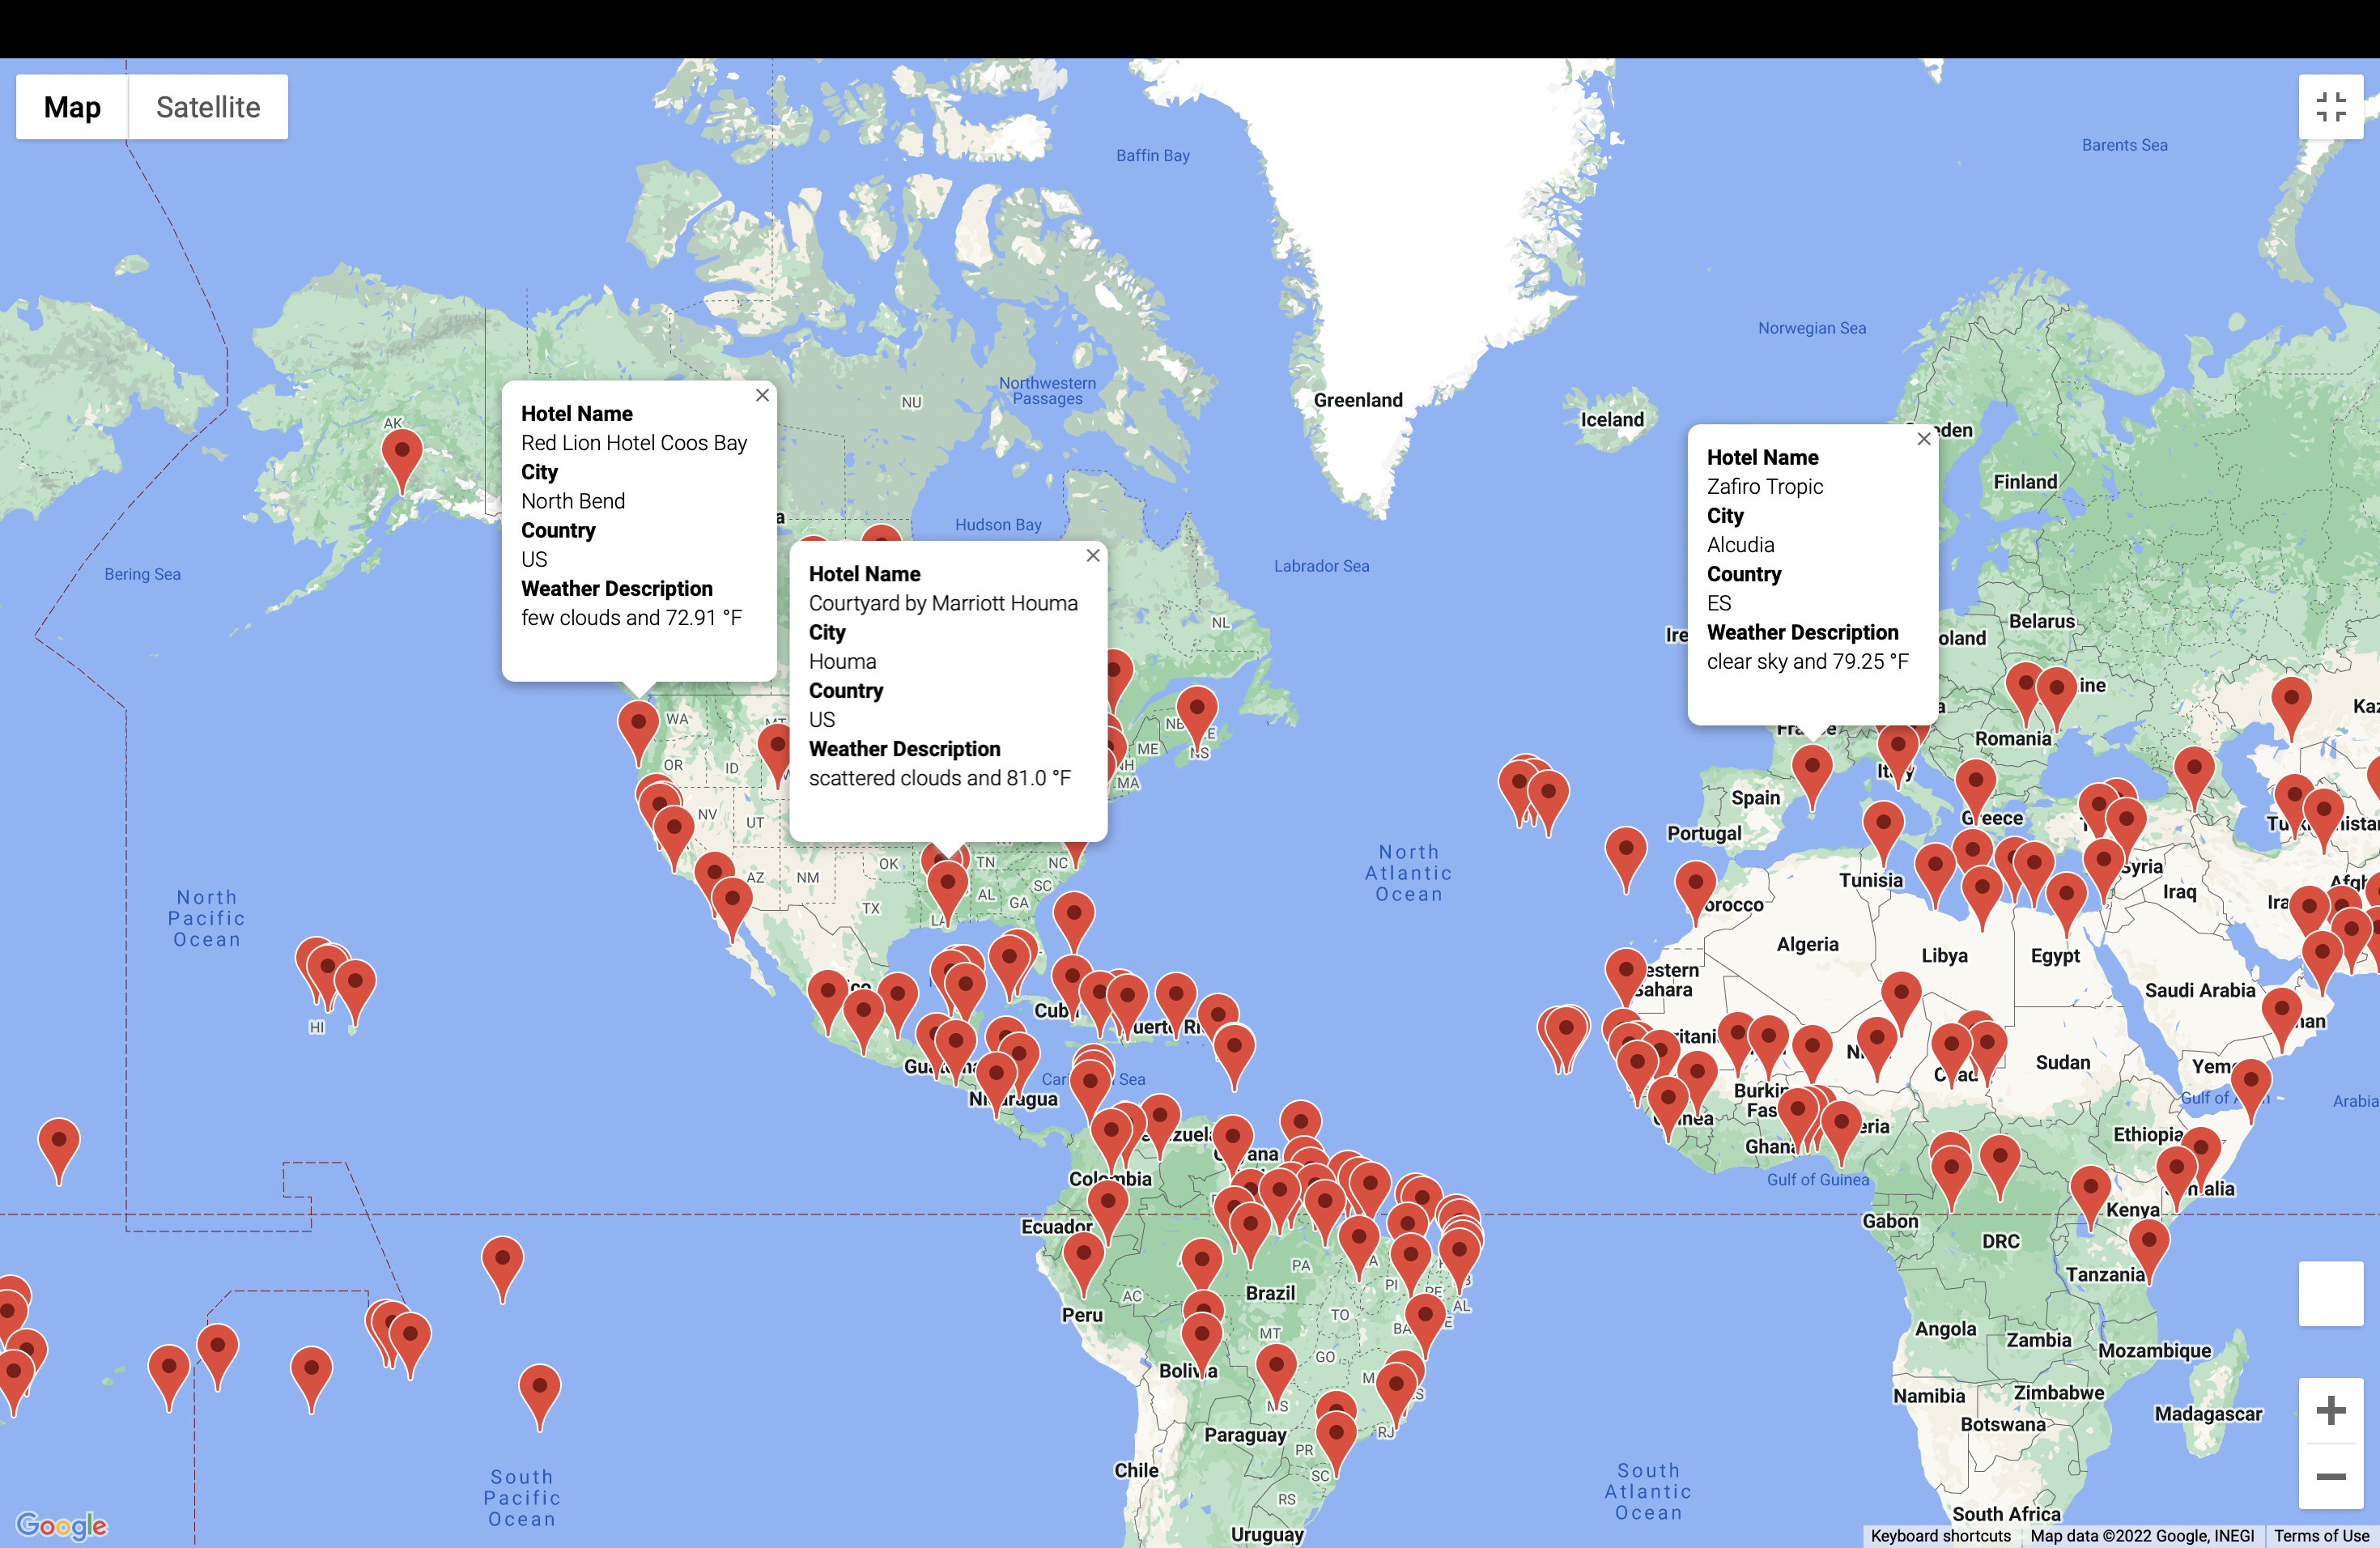 Map
Satellite
Baffin Bay
Barents Sea
Norwegian Sea
Northwestern
Passages
NU
Greenland
Iceland
AK
Finland
Hotel Name
Red Lion Hotel Coos Bay
City
North Bend
Country
US
Weather Description
few clouds and 72.91 °F
Hotel Name
Zafiro Tropic
City
Alcudia
Country
ES
Weather Description
clear sky and 79.25 °F
Hudson Bay
Labrador Sea
Bering Sea
Hotel Name
Courtyard by Marriott Houma
City
Houma
Country
US
Weather Description
scattered clouds and 81.0 °F
NL
Belarus
WA
ME
NS
Romania
OR
ID
MA
Spain
Italy
NV
UT
Greece
Portugal
North
Atlantic
Ocean
OK
TN
NC
AZ
NM
AL
SC
GA
TX
LA
Tunisia
Syria
Iraq
North
Pacific
Ocean
Algeria
Libya
Egypt
Saudi Arabia
HI
Cuba
Sudan
Guatemala
Nicaragua
Gulf of Aden
Ghana
Ethiopia
Colombia
Gulf of Guinea
Kenya
Ecuador
Gabon
DRC
Tanzania
PA
PI
AC
Brazil
Peru
TO
AL
MT
Angola
Zambia
Mozambique
GO
Bolivia
MS
Namibia
Zimbabwe
Botswana
Madagascar
Paraguay
PR
RJ
Chile
SC
RS
South
Pacific
Ocean
South
Atlantic
Ocean
South Africa
Uruguay
Google
Keyboard shortcuts
Map data ©2022 Google, INEGI
Terms of Use